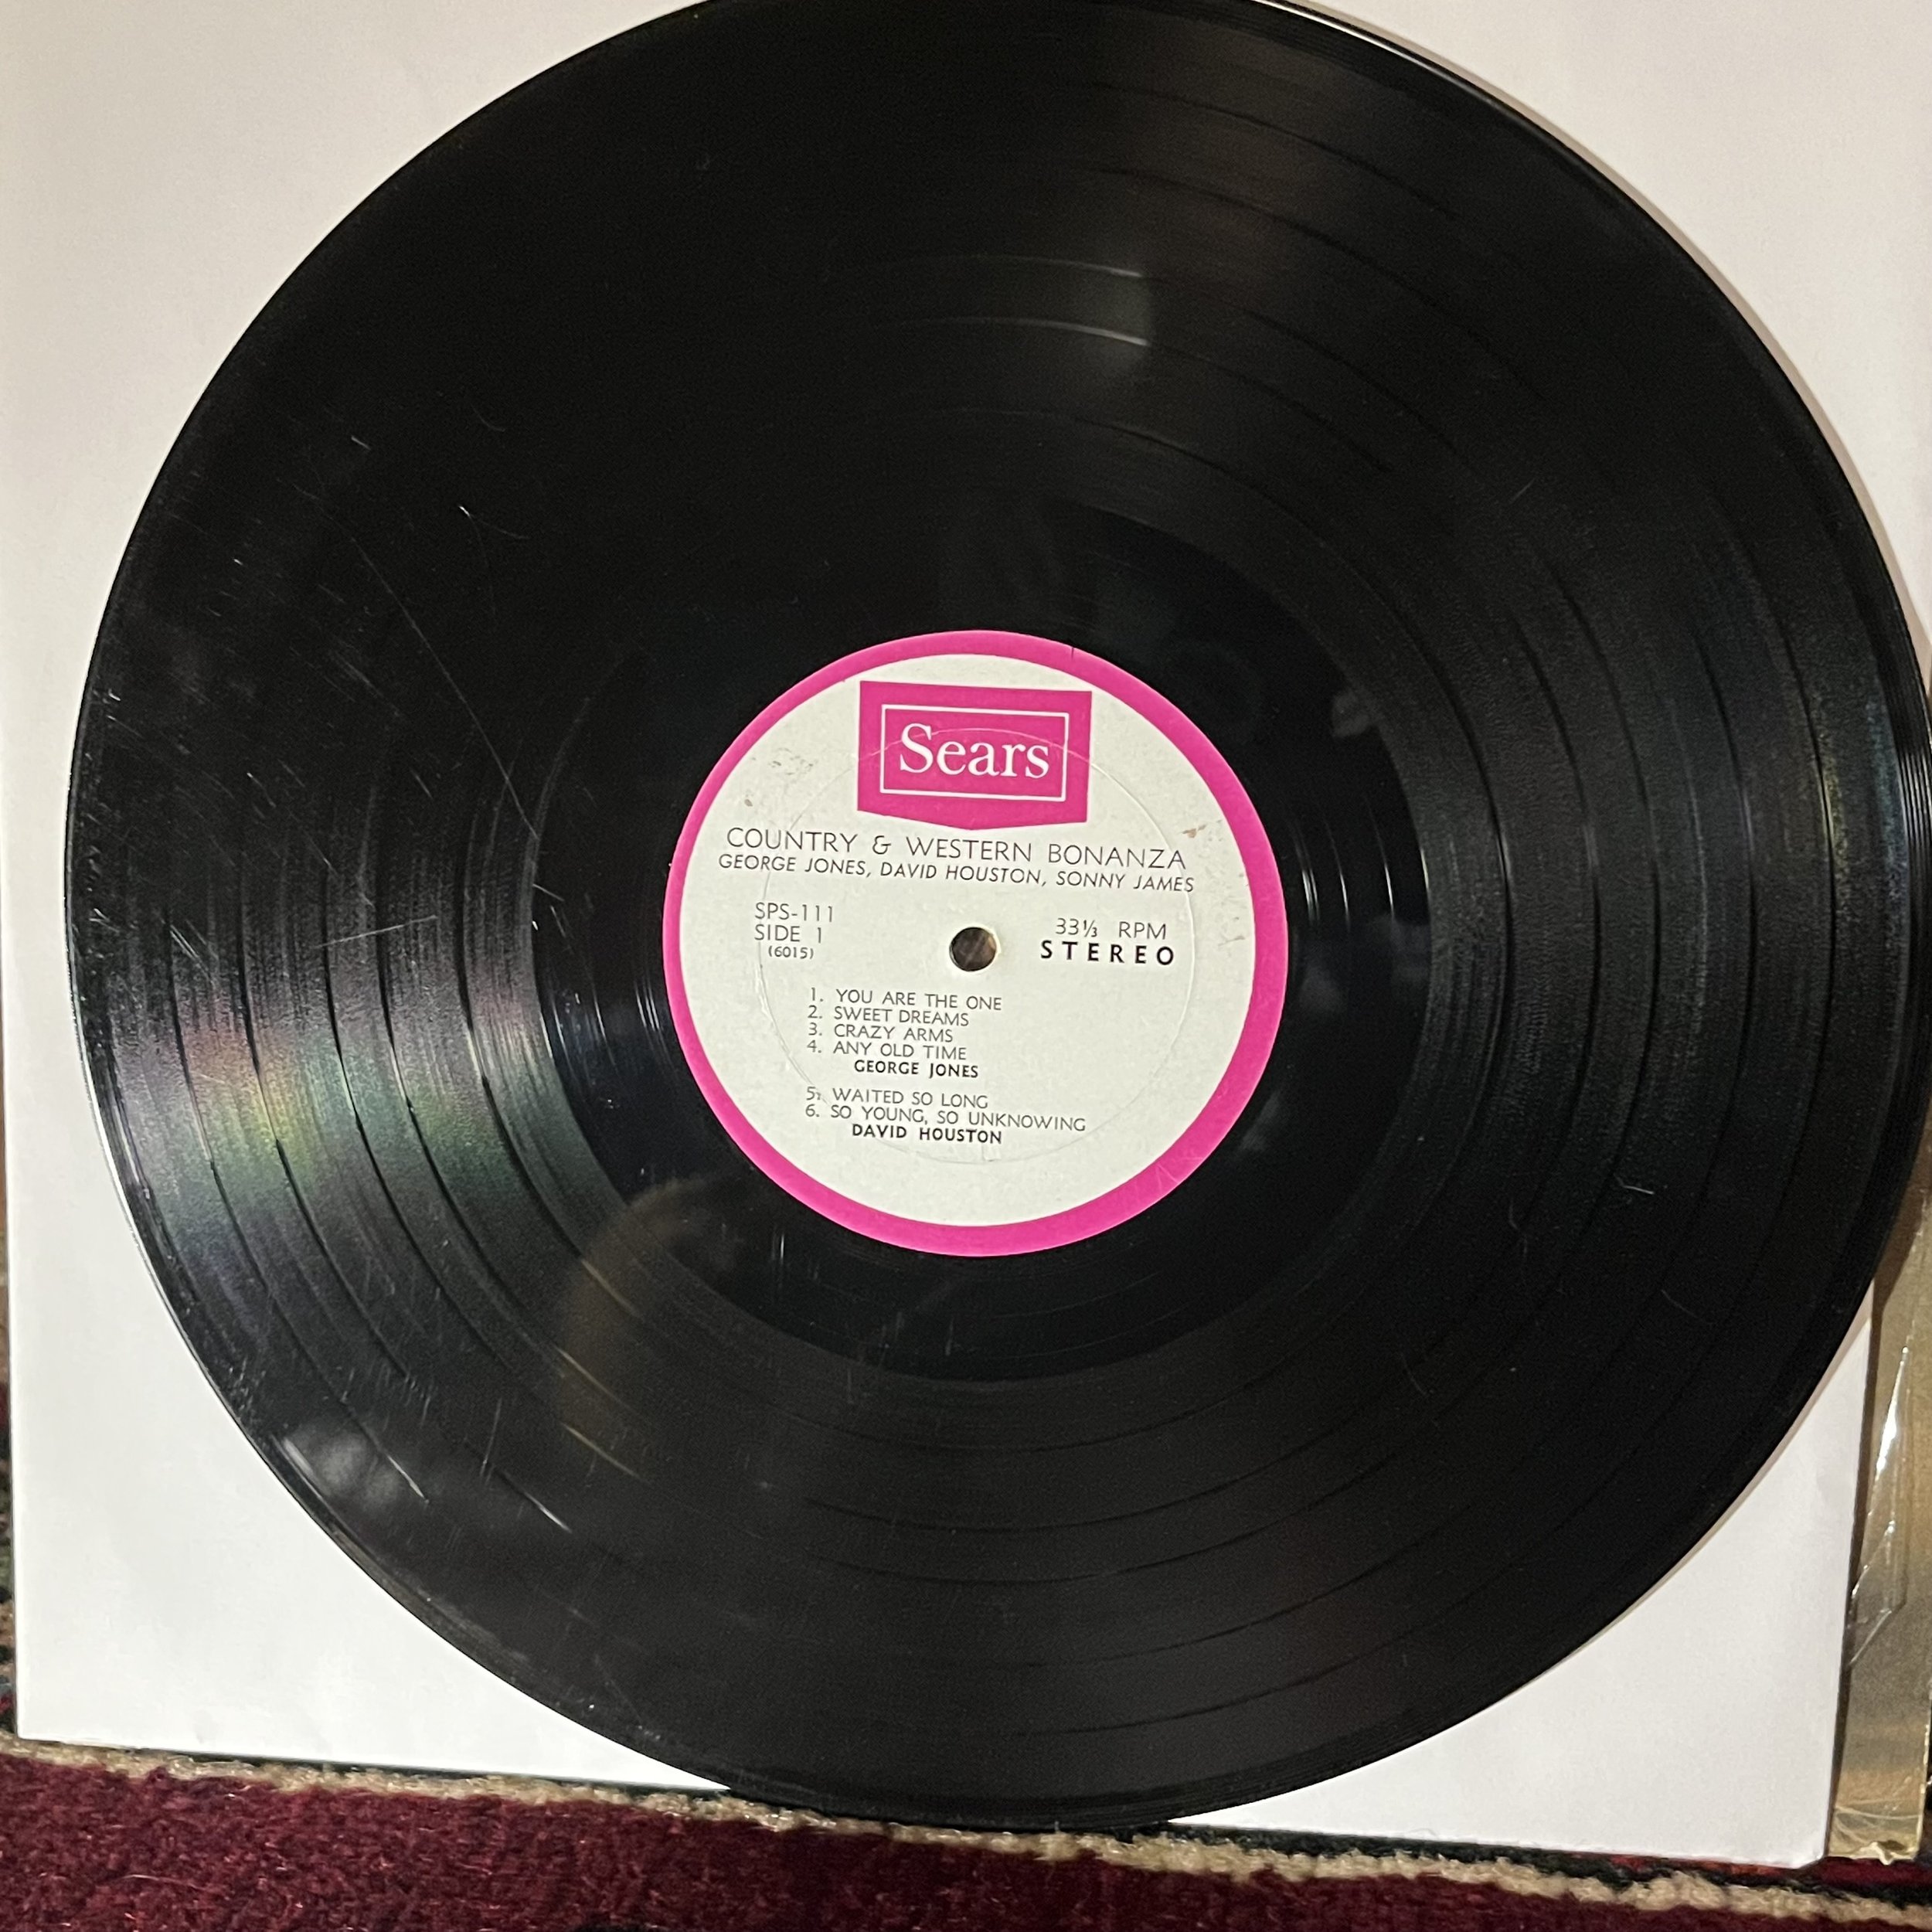 Sears
COUNTRY & WESTERN BONANZA
GEORGE JONES, DAVID HOUSTON, SONNY JAMES
SPS-111
SIDE 1
(6015)
33⅓ RPM
STEREO
1. YOU ARE THE ONE
2. SWEET DREAMS
3. CRAZY ARMS
4. ANY OLD TIME
GEORGE JONES
5. WAITED SO LONG
6. SO YOUNG, SO UNKNOWING
DAVID HOUSTON